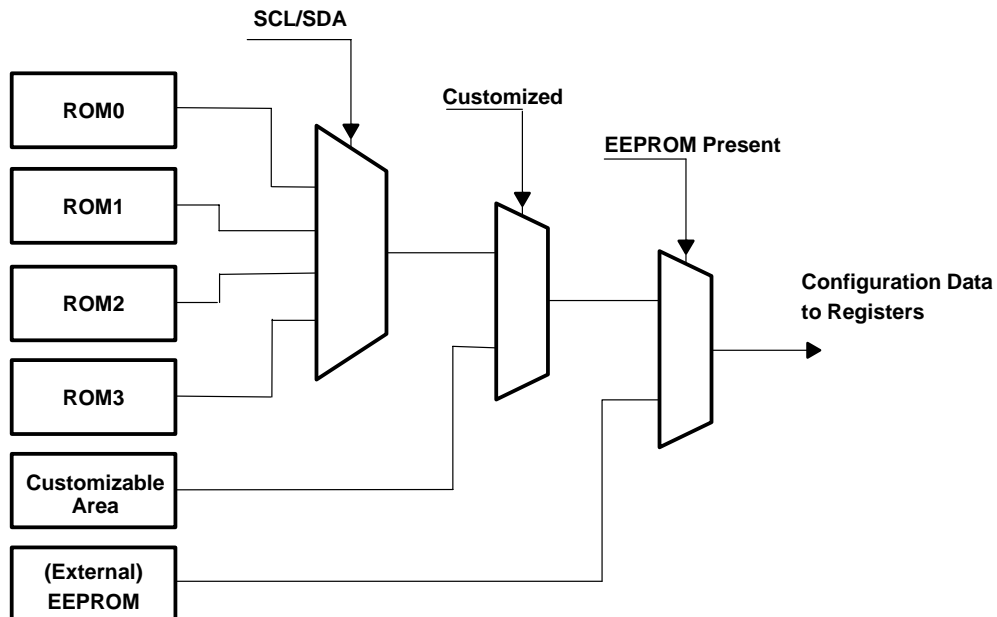 SCL/SDA
Customized
EEPROM Present
ROM0
ROM1
ROM2
ROM3
Customizable
Area
(External)
EEPROM
Configuration Data
to Registers